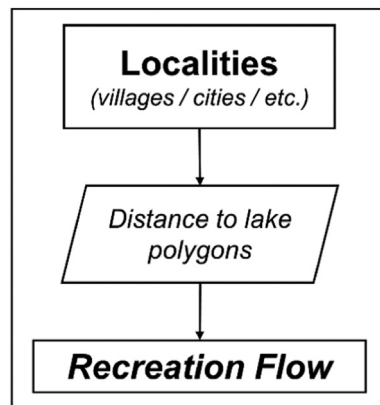 Localities
(villages / cities / etc.)
Distance to lake
polygons
Recreation Flow